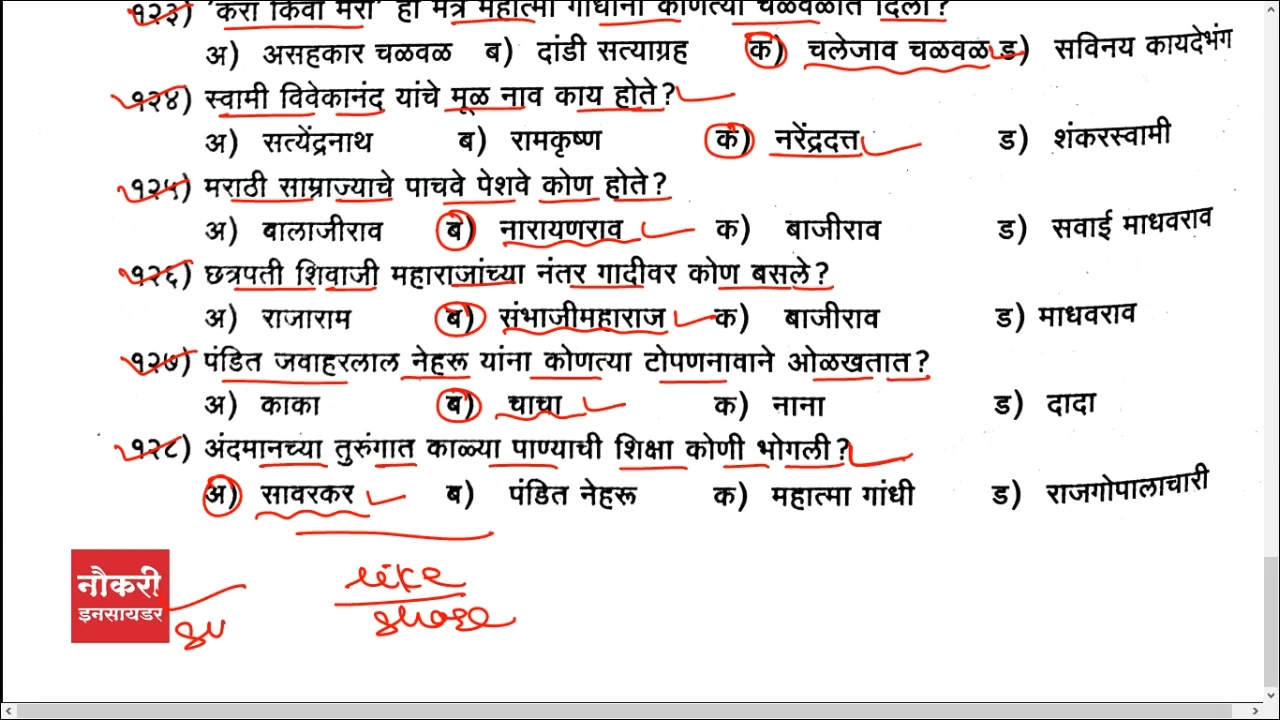 १२३) 'करा किंवा मरा' हा मंत्र महात्मा गांधींनी कोणत्या चळवळीत दिला?
अ) असहकार चळवळ ब) दांडी सत्याग्रह क) चलेजाव चळवळ ड) सविनय कायदेभंग
१२४) स्वामी विवेकानंद यांचे मूळ नाव काय होते?
अ) सत्येंद्रनाथ ब) रामकृष्ण क) नरेंद्रदत्त ड) शंकरस्वामी
१२५) मराठी साम्राज्याचे पाचवे पेशवे कोण होते?
अ) बालाजीराव ब) नारायणराव क) बाजीराव ड) सवाई माधवराव
१२६) छत्रपती शिवाजी महाराजांच्या नंतर गादीवर कोण बसले?
अ) राजाराम ब) संभाजीमहाराज क) बाजीराव ड) माधवराव
१२७) पंडित जवाहरलाल नेहरू यांना कोणत्या टोपणनावाने ओळखतात?
अ) काका ब) चाचा क) नाना ड) दादा
१२८) अंदमानच्या तुरुंगात काळ्या पाण्याची शिक्षा कोणी भोगली?
अ) सावरकर ब) पंडित नेहरू क) महात्मा गांधी ड) राजगोपालाचारी
नौकरी
इनसायडर
like
share